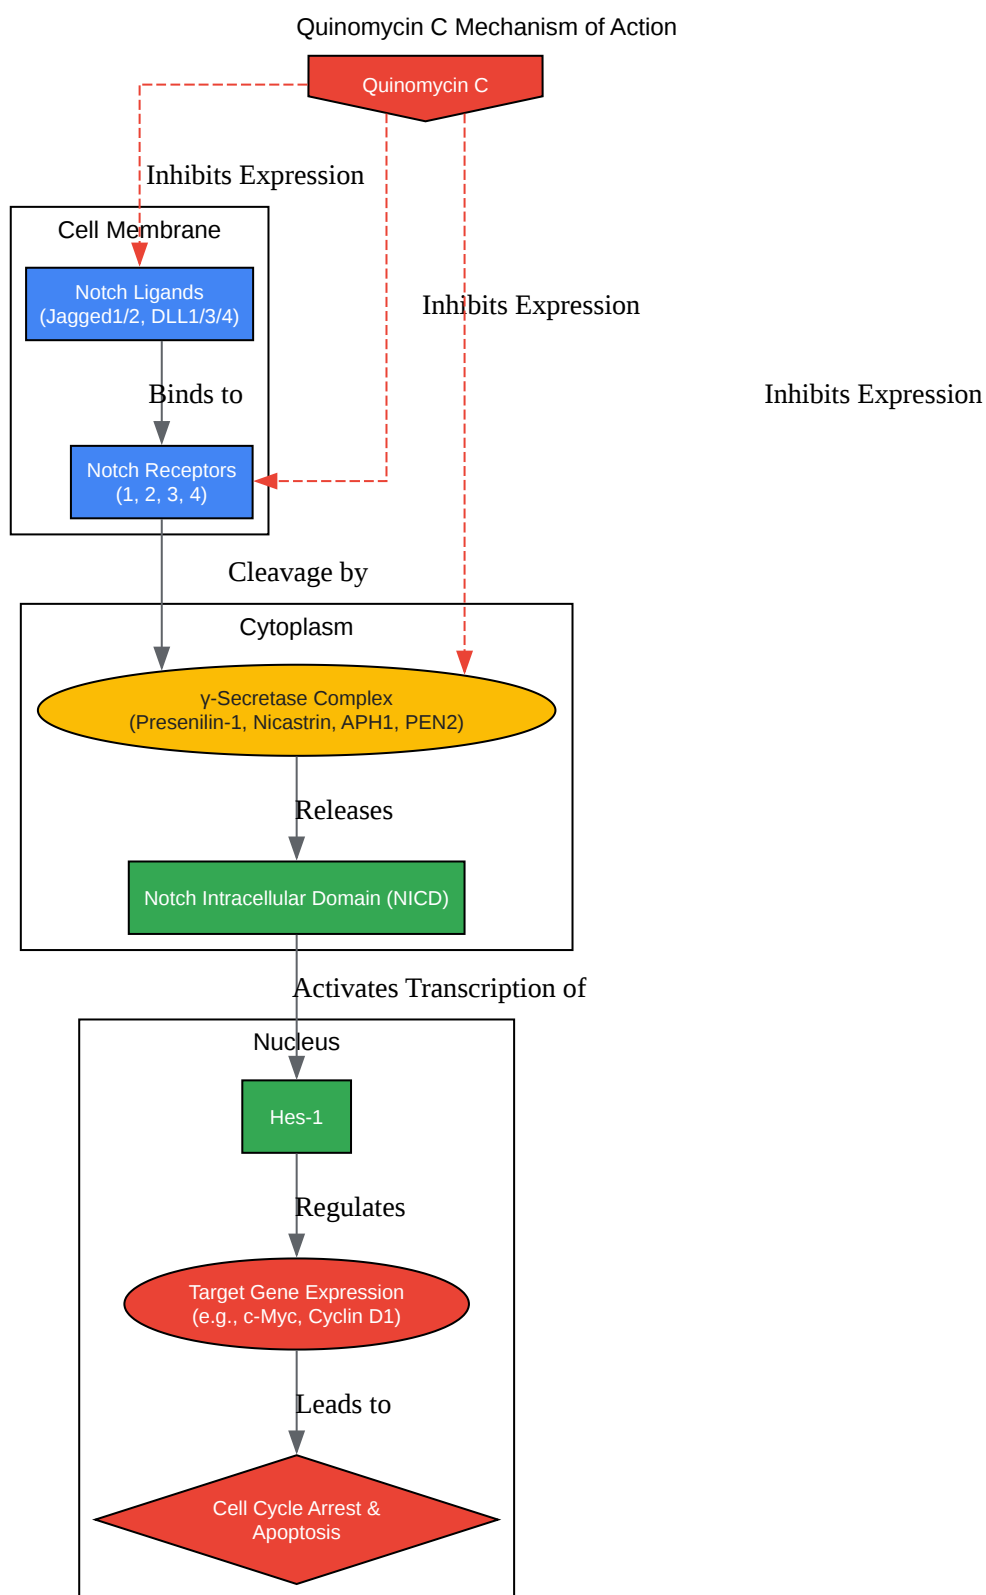 Quinomycin C Mechanism of Action
Quinomycin C
Inhibits Expression
Cell Membrane
Notch Ligands
(Jagged1/2, DLL1/3/4)
Inhibits Expression
Binds to
Inhibits Expression
Notch Receptors
(1, 2, 3, 4)
Cleavage by
Cytoplasm
γ-Secretase Complex
(Presenilin-1, Nicastrin, APH1, PEN2)
Releases
Notch Intracellular Domain (NICD)
Activates Transcription of
Nucleus
Hes-1
Regulates
Target Gene Expression
(e.g., c-Myc, Cyclin D1)
Leads to
Cell Cycle Arrest &
Apoptosis